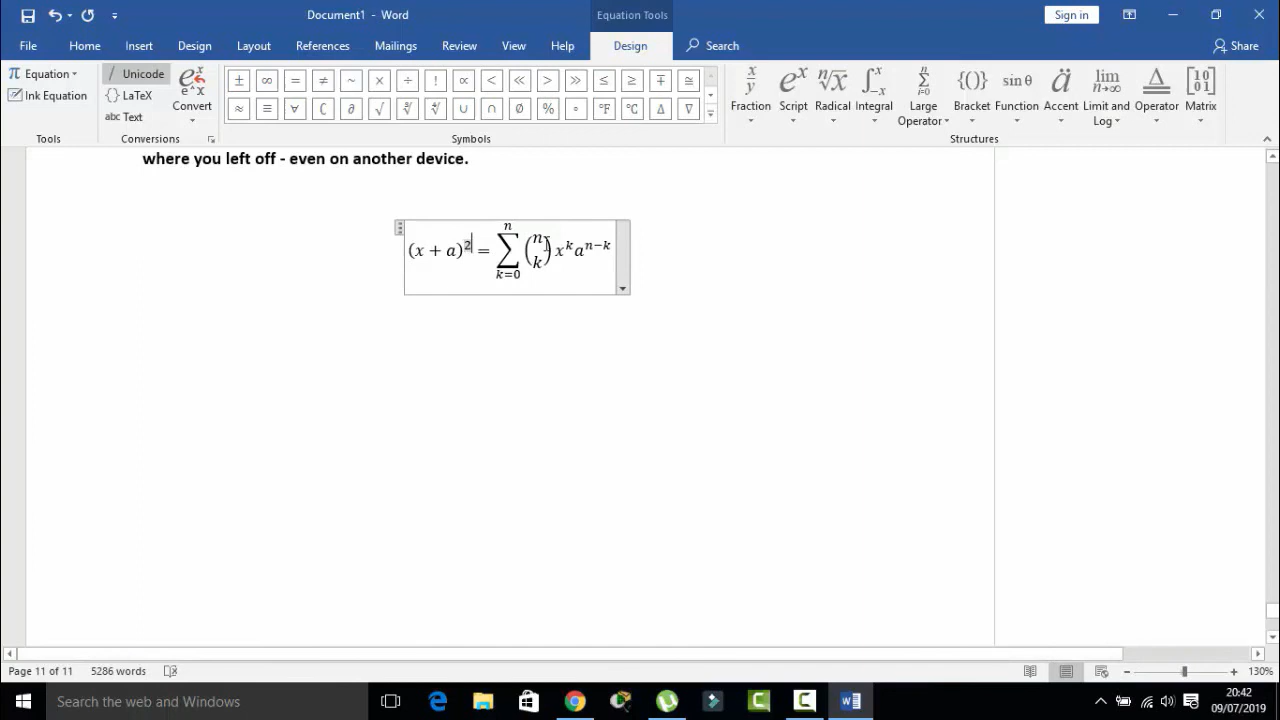 Document1 - Word
Equation Tools
Sign in
File Home Insert Design Layout References Mailings Review View Help Design Search Share
π Equation
Ink Equation
Tools
/ Unicode
{} LaTeX
abc Text
Convert
Conversions
± ∞ = ≠ ~ × ÷ ! ∝ < ≪ > ≫ ≤ ≥ ∓ ≅
≈ ≡ ∀ ∁ ∂ √ ∛ ∜ ∪ ∩ ∅ % ° °F °C ∆ ∇
Symbols
Fraction
Script
Radical
Integral
Large
Operator
Bracket
Function
Accent
Limit and
Log
Operator
Matrix
Structures
where you left off - even on another device.
(x + a)² = ∑_{k=0}^{n} (n k) x^k a^{n−k}
Page 11 of 11 5286 words 130%
Search the web and Windows
20:42
09/07/2019